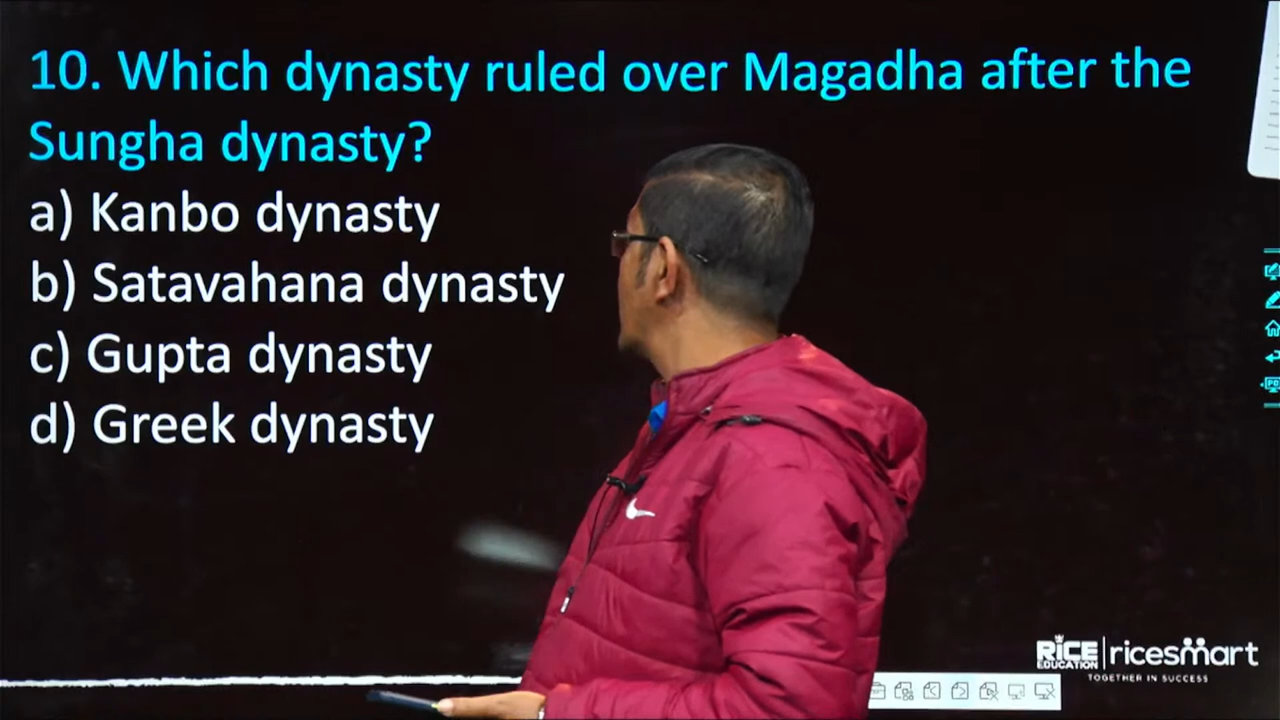 10. Which dynasty ruled over Magadha after the
Sungha dynasty?
a) Kanbo dynasty
b) Satavahana dynasty
c) Gupta dynasty
d) Greek dynasty
RICE EDUCATION | ricesmart
TOGETHER IN SUCCESS